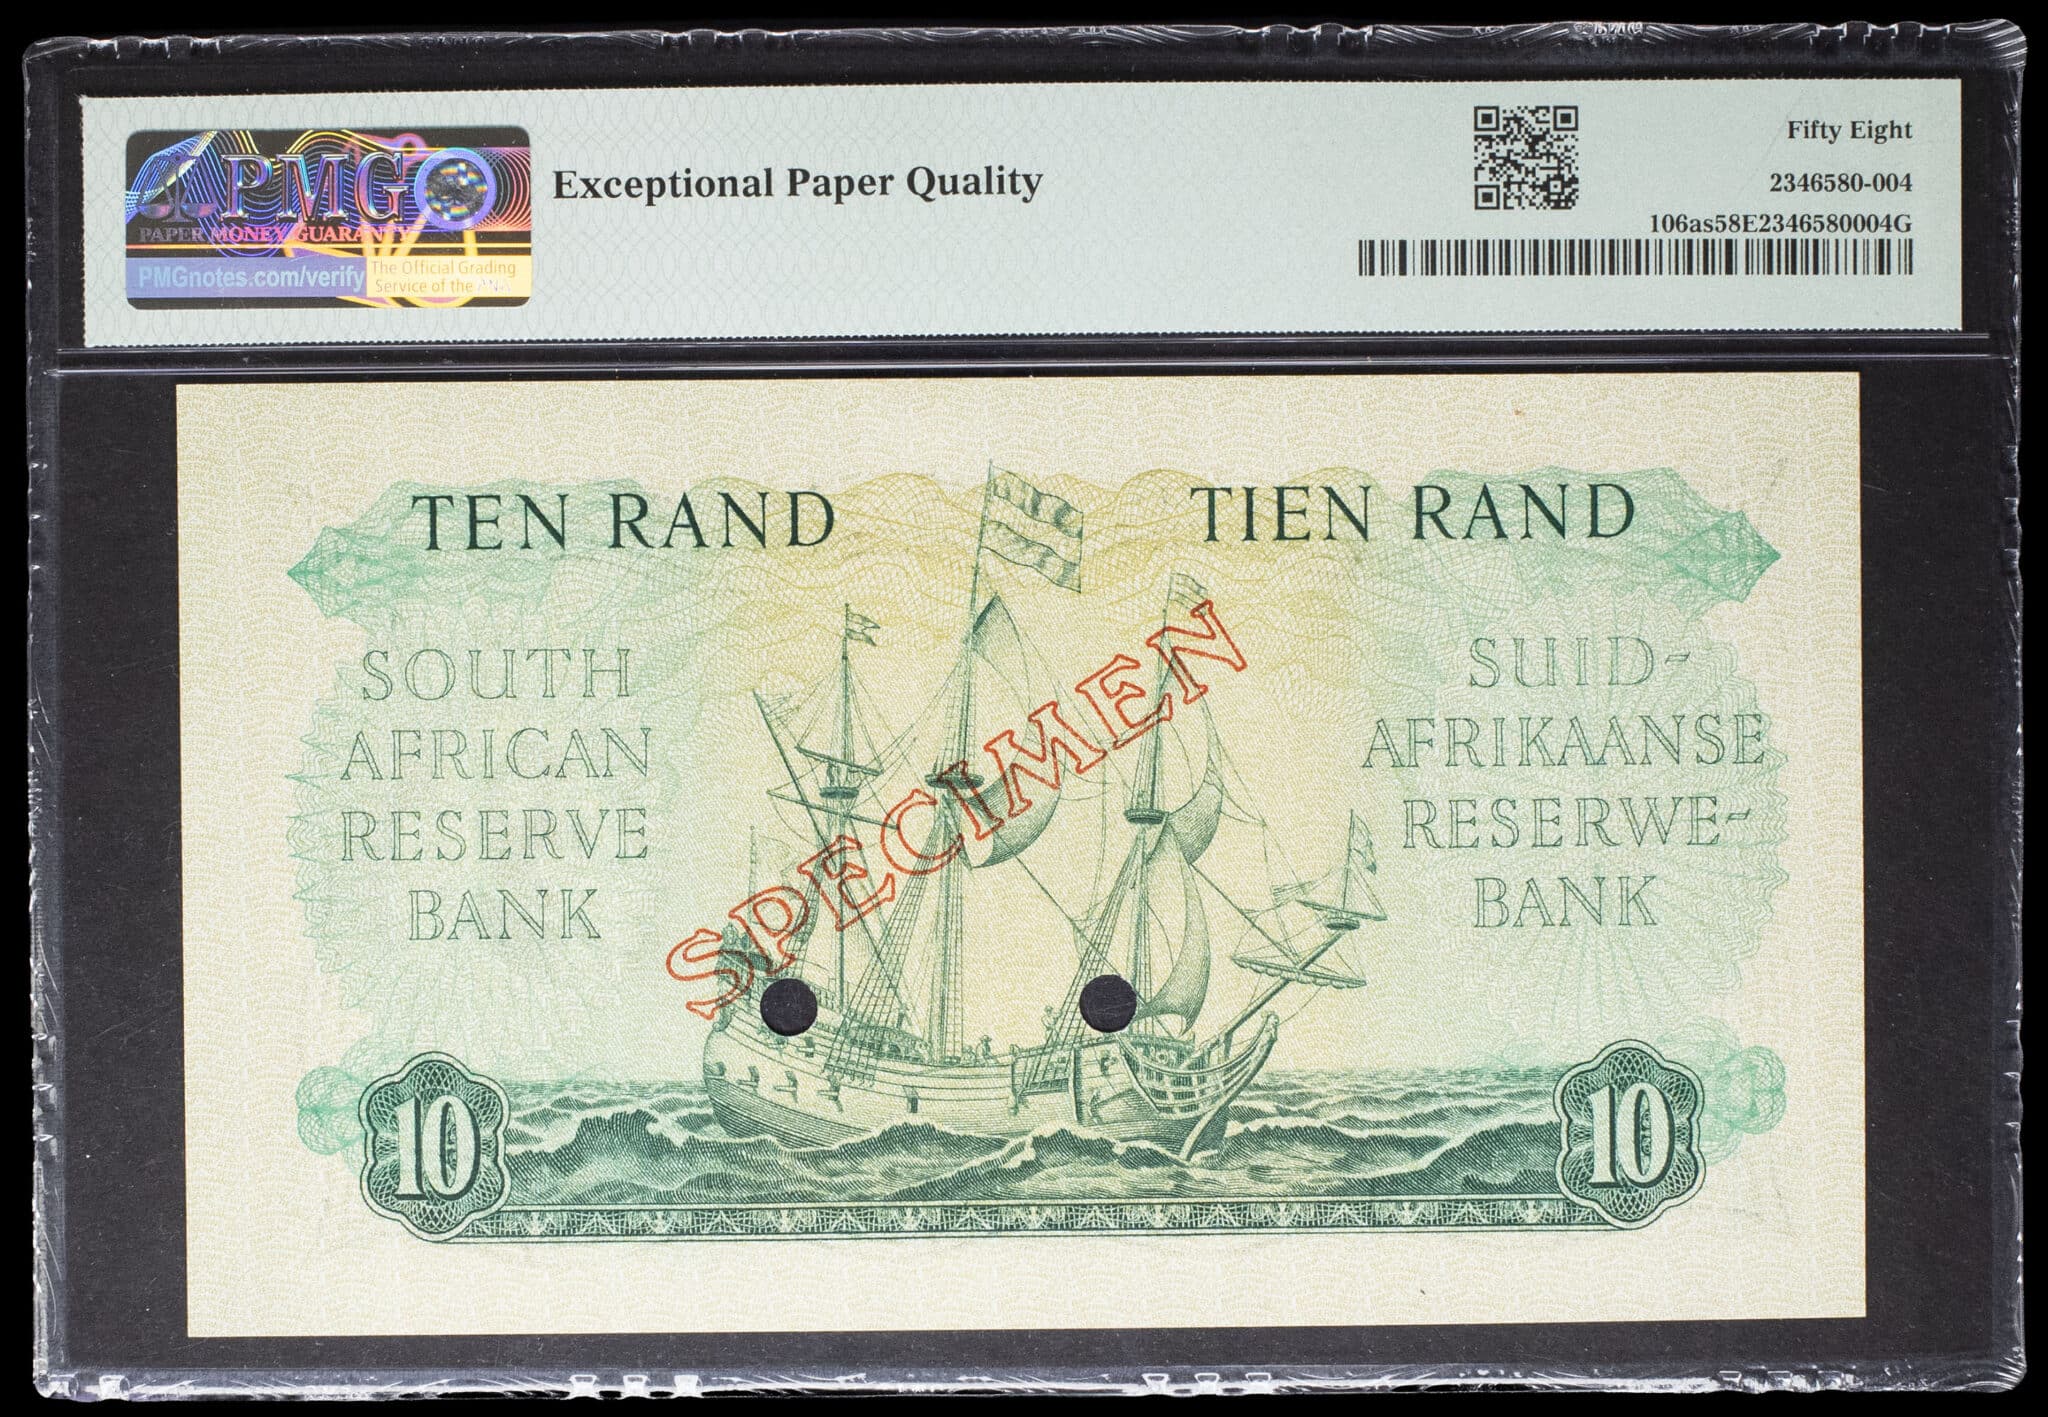 PMG
PAPER MONEY GUARANTY
PMGnotes.com/verify
The Official Grading
Service of the ANA
Exceptional Paper Quality
Fifty Eight
2346580-004
106as58E2346580004G
TEN RAND
TIEN RAND
SOUTH
AFRICAN
RESERVE
BANK
SUID-
AFRIKAANSE
RESERWE-
BANK
SPECIMEN
10
10